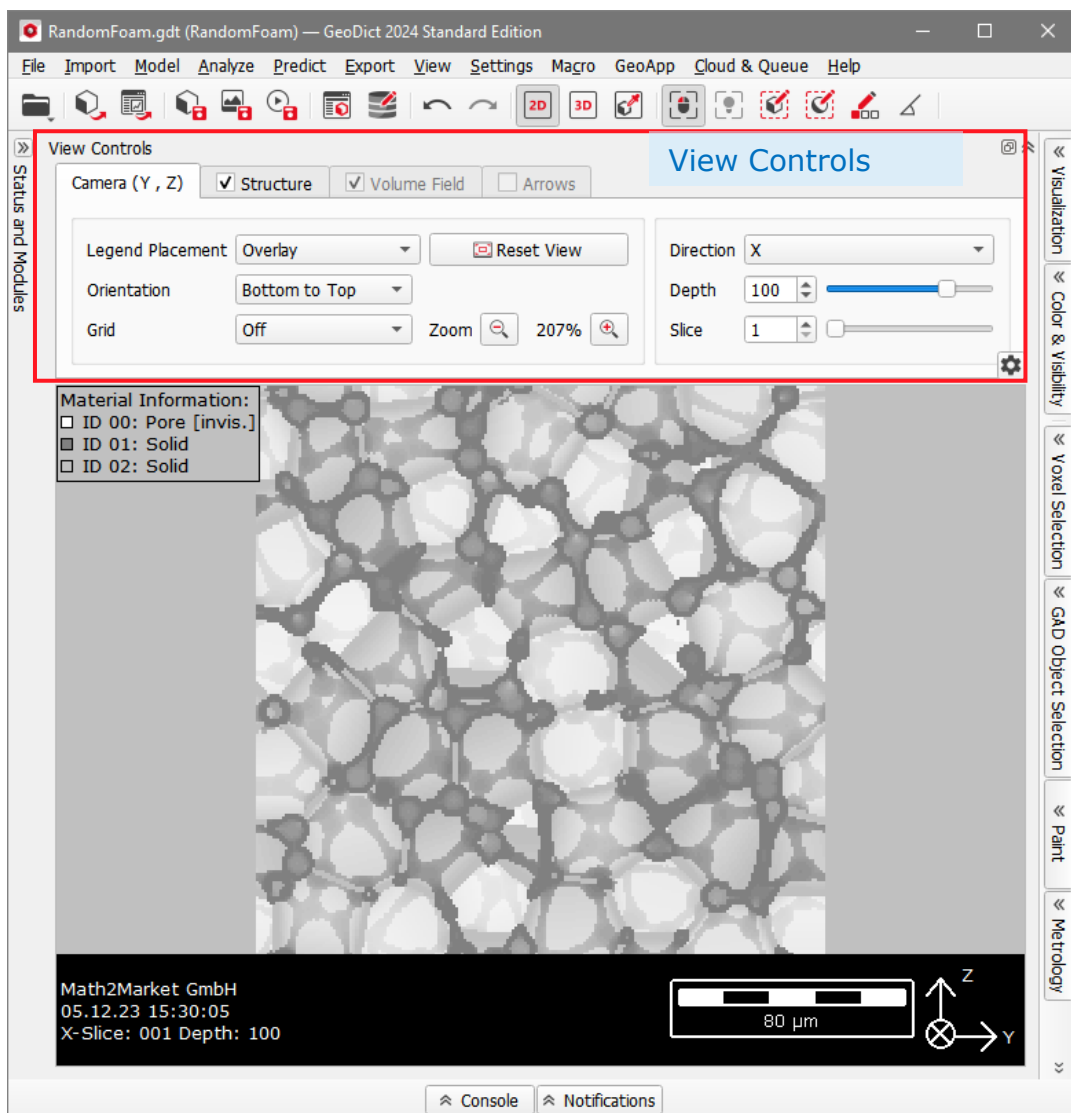 RandomFoam.gdt (RandomFoam) — GeoDict 2024 Standard Edition
File Import Model Analyze Predict Export View Settings Macro GeoApp Cloud & Queue Help
2D 3D
View Controls
View Controls
Camera (Y , Z) Structure Volume Field Arrows
Legend Placement Overlay Reset View Direction X
Orientation Bottom to Top Depth 100
Grid Off Zoom 207% Slice 1
Status and Modules
Material Information:
ID 00: Pore [invis.]
ID 01: Solid
ID 02: Solid
Visualization
Color & Visibility
Voxel Selection
GAD Object Selection
Paint
Metrology
Math2Market GmbH
05.12.23 15:30:05
X-Slice: 001 Depth: 100
80 µm
Z
Y
Console Notifications